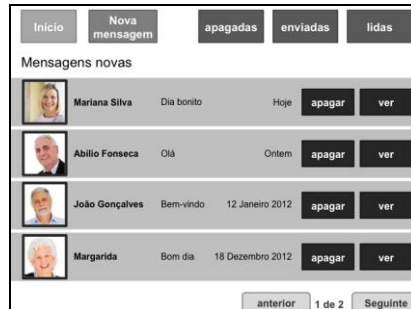 Início Nova mensagem apagadas enviadas lidas
Mensagens novas
Mariana Silva Dia bonito Hoje apagar ver
Abílio Fonseca Olá Ontem apagar ver
João Gonçalves Bem-vindo 12 Janeiro 2012 apagar ver
Margarida Bom dia 18 Dezembro 2012 apagar ver
anterior 1 de 2 Seguinte